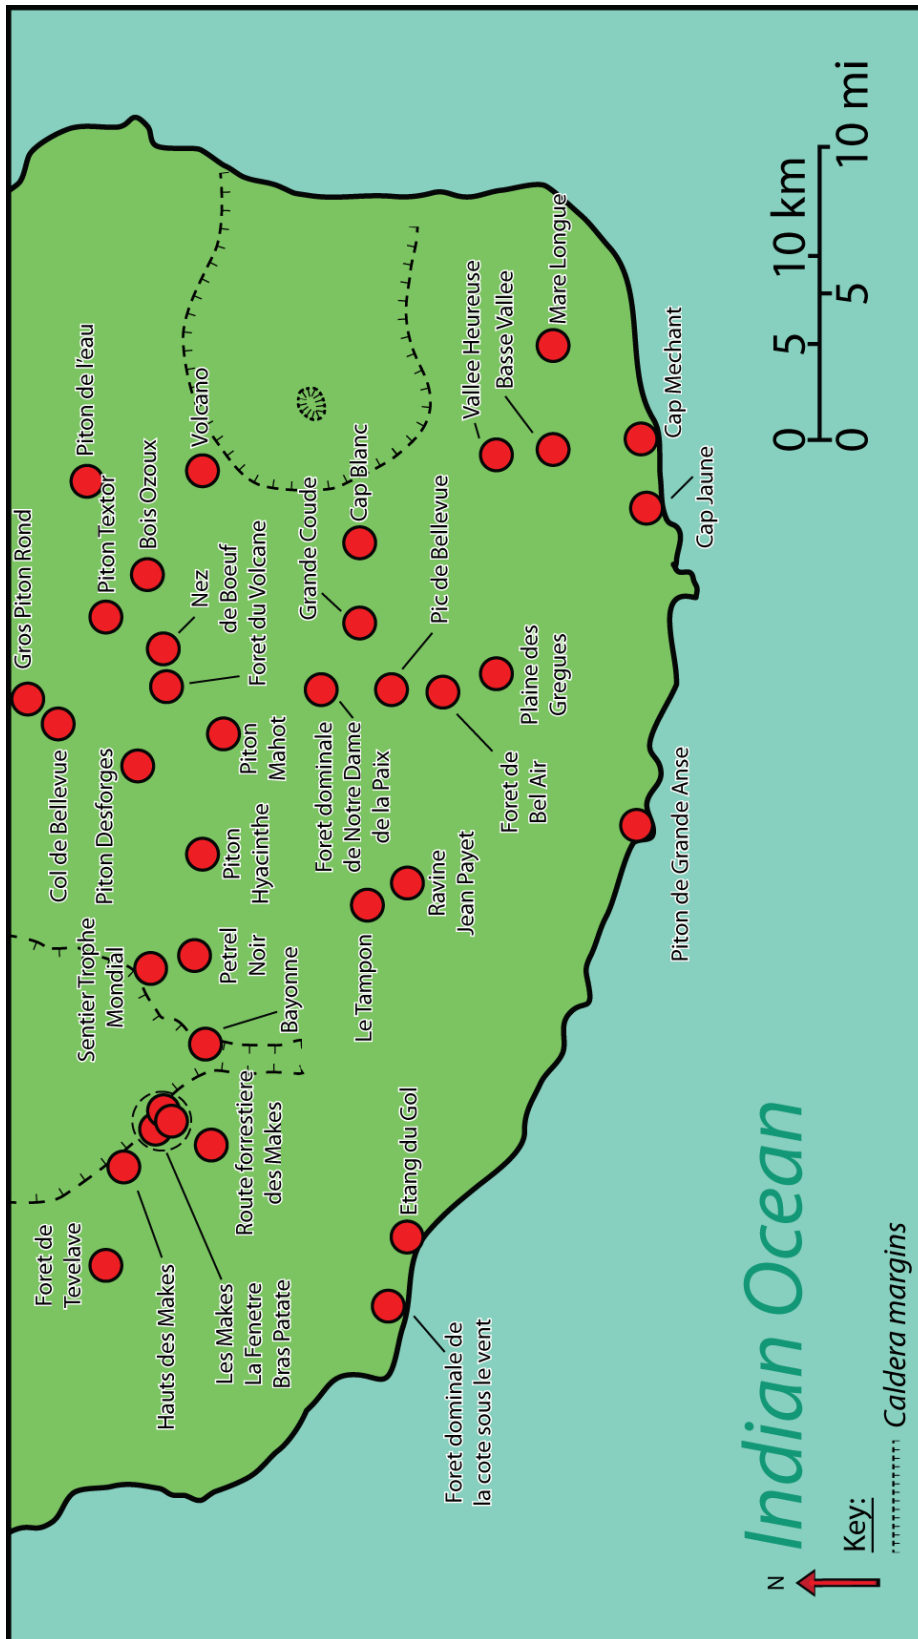 Gros Piton Rond
Col de Bellevue
Piton de l'eau
Piton Textor
Bois Ozoux
Piton Desforges
Nez
de Boeuf
Foret du Volcane
Volcano
Sentier Trophe
Mondial
Foret de
Tevelave
Petrel
Noir
Piton
Hyacinthe
Piton
Mahot
Bayonne
Hauts des Makes
Les Makes
La Fenetre
Bras Patate
Route forrestiere
des Makes
Foret dominale
de Notre Dame
de la Paix
Grande Coude
Cap Blanc
Pic de Bellevue
Le Tampon
Ravine
Jean Payet
Foret de
Bel Air
Plaine des
Gregues
Vallee Heureuse
Basse Vallee
Mare Longue
Etang du Gol
Foret dominale de
la cote sous le vent
Piton de Grande Anse
Cap Jaune
Cap Mechant
Indian Ocean
0 5 10 km
0 5 10 mi
N
Key:
Caldera margins